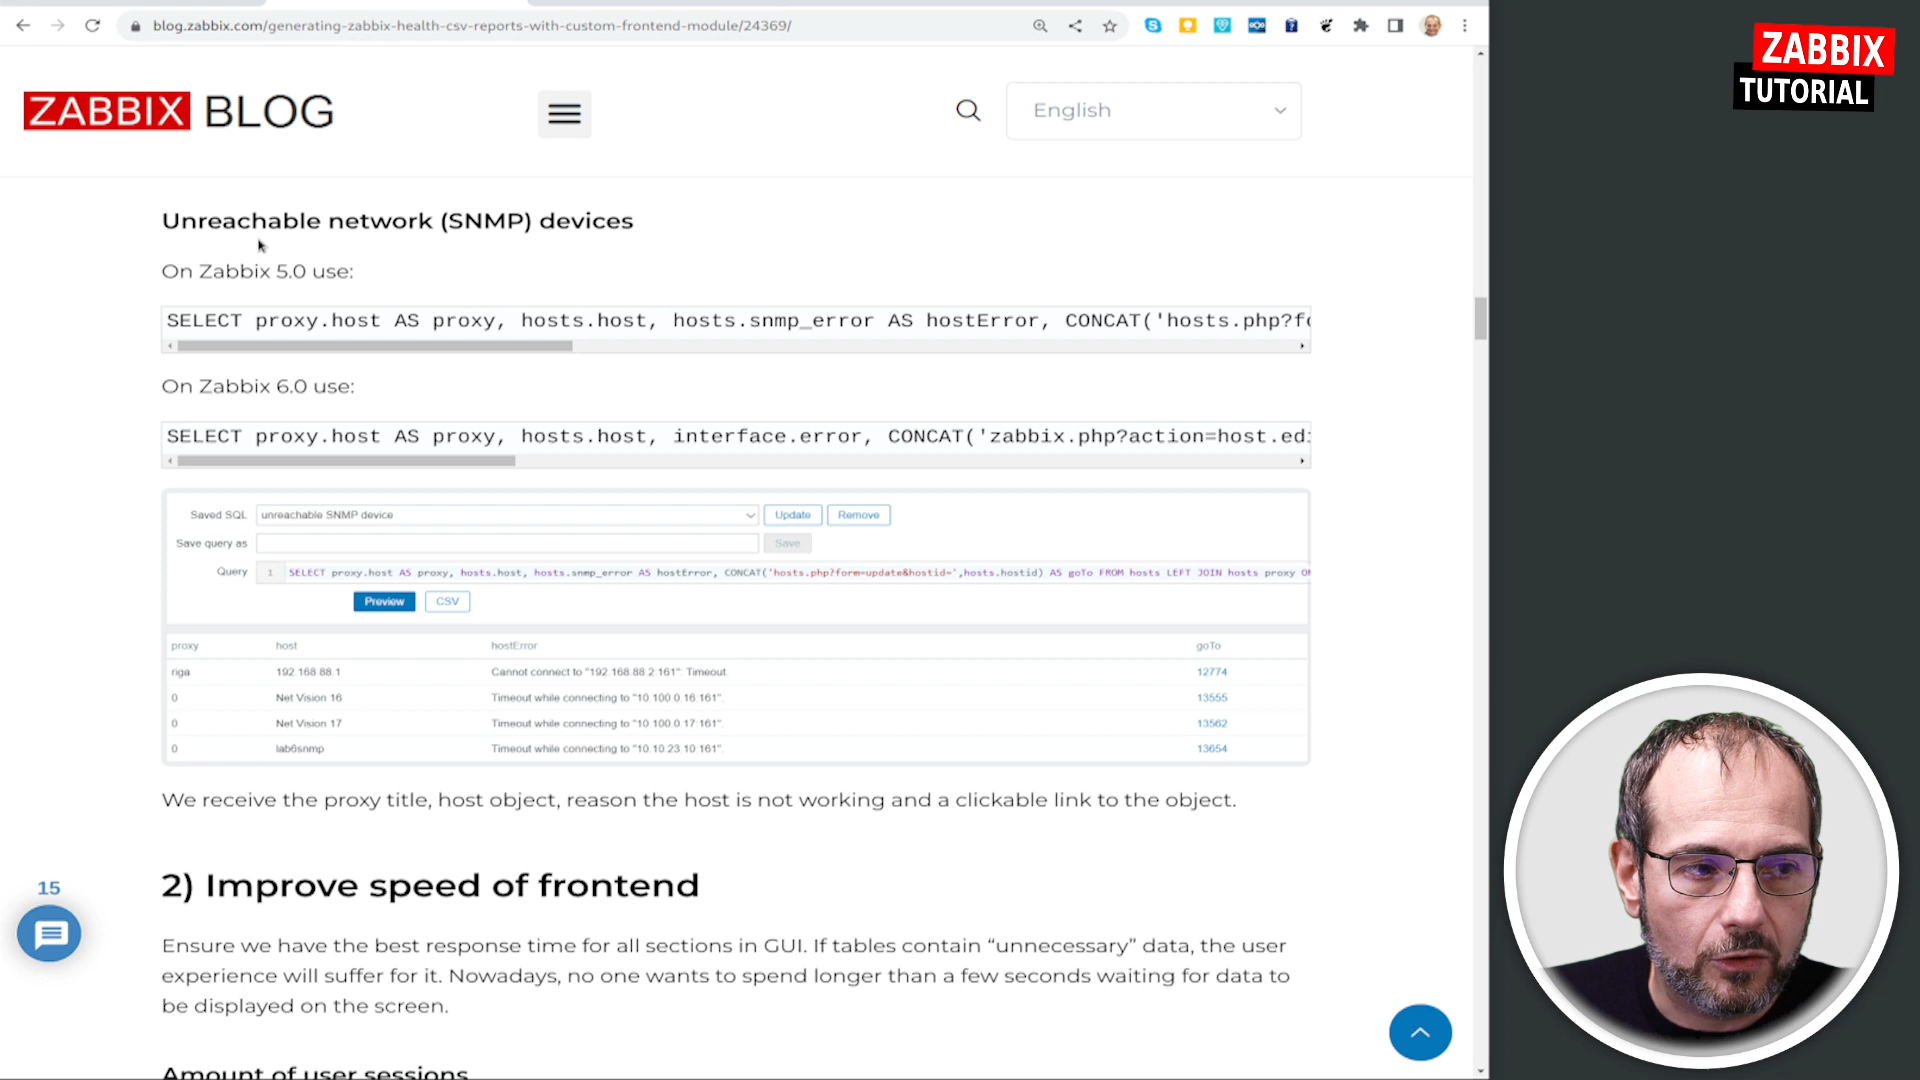 blog.zabbix.com/generating-zabbix-health-csv-reports-with-custom-frontend-module/24369/
ZABBIX
TUTORIAL
ZABBIX BLOG
English
Unreachable network (SNMP) devices
On Zabbix 5.0 use:
SELECT proxy.host AS proxy, hosts.host, hosts.snmp_error AS hostError, CONCAT('hosts.php?fo
On Zabbix 6.0 use:
SELECT proxy.host AS proxy, hosts.host, interface.error, CONCAT('zabbix.php?action=host.edi
Saved SQL unreachable SNMP device Update Remove
Save query as Save
Query 1 SELECT proxy.host AS proxy, hosts.host, hosts.snmp_error AS hostError, CONCAT('hosts.php?form=update&hostid=',hosts.hostid) AS goTo FROM hosts LEFT JOIN hosts proxy ON
Preview CSV
proxy host hostError goTo
riga 192.168.88.1 Cannot connect to "192.168.88.2:161": Timeout. 12774
0 Net Vision 16 Timeout while connecting to "10.100.0.16:161". 13555
0 Net Vision 17 Timeout while connecting to "10.100.0.17:161". 13562
0 lab6snmp Timeout while connecting to "10.10.23.10:161". 13654
We receive the proxy title, host object, reason the host is not working and a clickable link to the object.
2) Improve speed of frontend
15
Ensure we have the best response time for all sections in GUI. If tables contain “unnecessary” data, the user
experience will suffer for it. Nowadays, no one wants to spend longer than a few seconds waiting for data to
be displayed on the screen.
Amount of user sessions